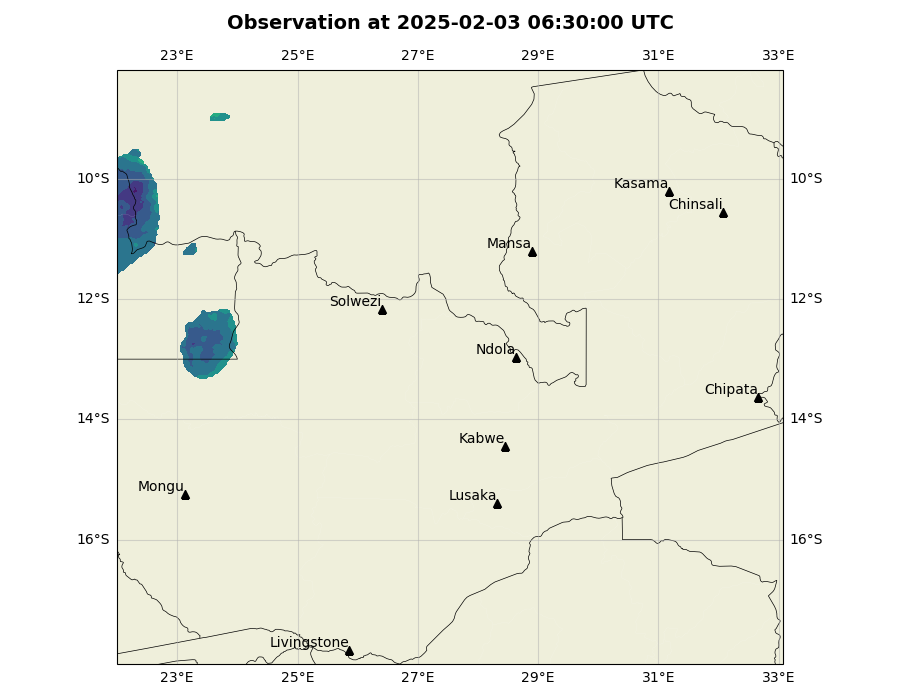 Observation at 2025-02-03 06:30:00 UTC
23°E 25°E 27°E 29°E 31°E 33°E
10°S 10°S
Kasama
Chinsali
Mansa
12°S 12°S
Solwezi
Ndola
Chipata
14°S 14°S
Kabwe
Mongu
Lusaka
16°S 16°S
Livingstone
23°E 25°E 27°E 29°E 31°E 33°E